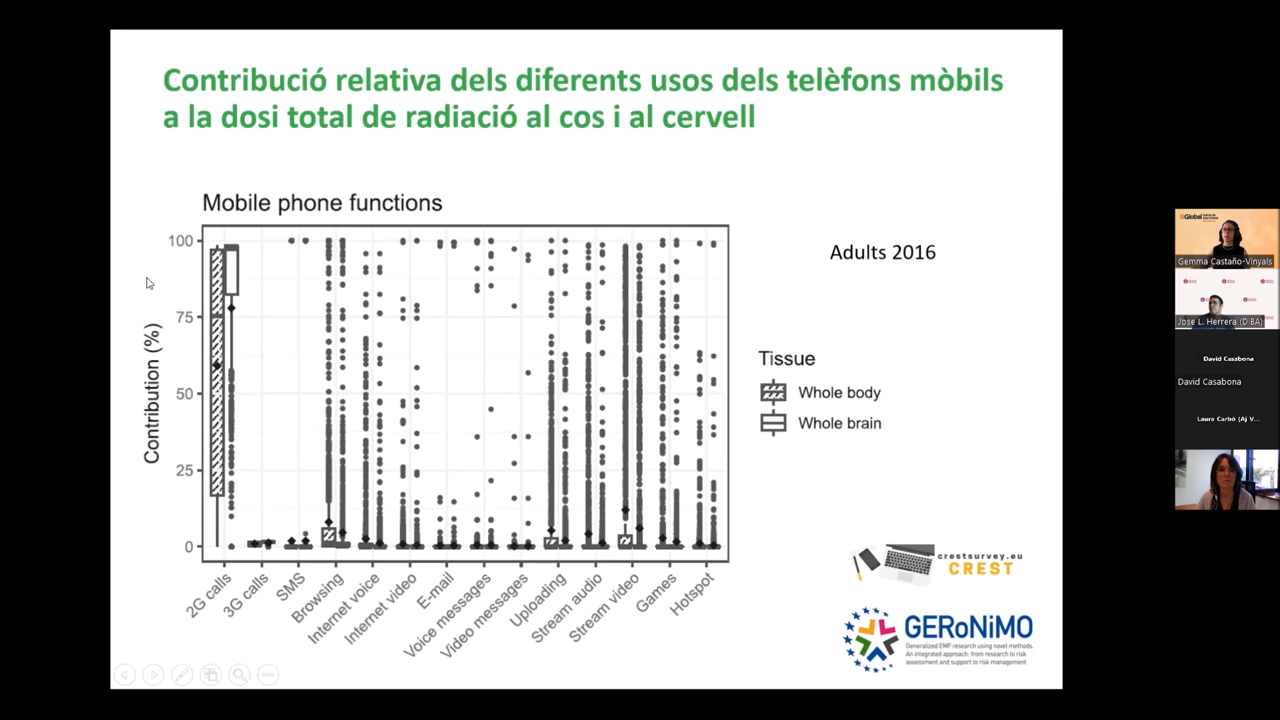 Contribució relativa dels diferents usos dels telèfons mòbils
a la dosi total de radiació al cos i al cervell
Mobile phone functions
Contribution (%)
100
75
50
25
0
2G calls
3G calls
SMS
Browsing
Internet voice
Internet video
E-mail
Voice messages
Video messages
Uploading
Stream audio
Stream video
Games
Hotspot
Adults 2016
Tissue
Whole body
Whole brain
crestsurvey.eu
CREST
GERoNiMO
Generalized EMF research using novel methods.
An integrated approach: from research to risk
assessment and support to risk management
ISGlobal
Gemma Castaño-Vinyals
Jose L. Herrera (DIBA)
David Casabona
David Casabona
Laura Carbó (Aj V...